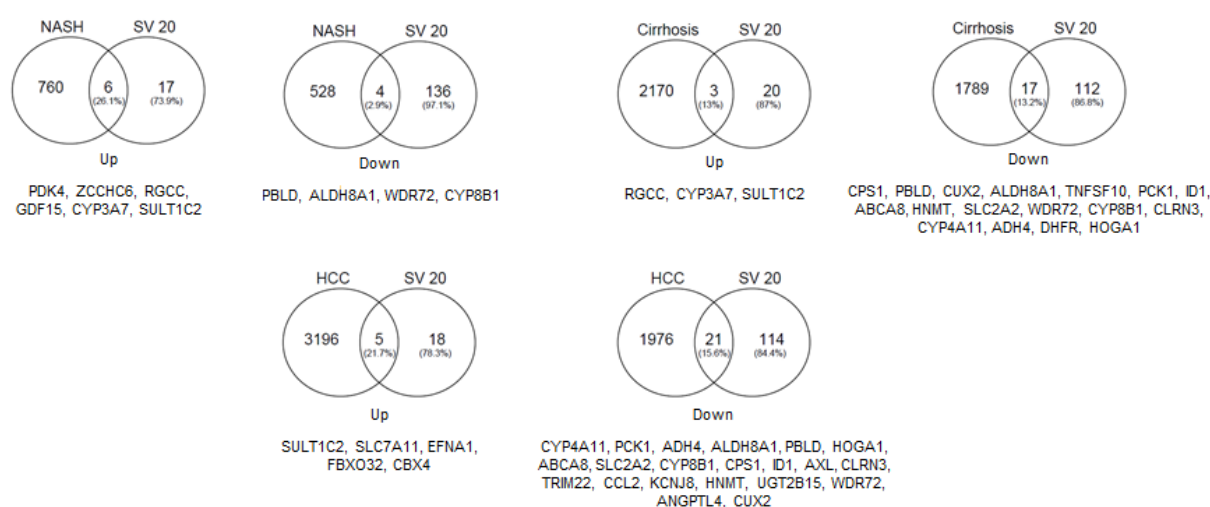 NASH SV 20
760 6 17
(26.1%) (73.9%)
Up
PDK4, ZCCHC6, RGCC,
GDF15, CYP3A7, SULT1C2
NASH SV 20
528 4 136
(2.9%) (97.1%)
Down
PBLD, ALDH8A1, WDR72, CYP8B1
Cirrhosis SV 20
2170 3 20
(13%) (87%)
Up
RGCC, CYP3A7, SULT1C2
Cirrhosis SV 20
1789 17 112
(13.2%) (86.8%)
Down
CPS1, PBLD, CUX2, ALDH8A1, TNFSF10, PCK1, ID1,
ABCA8, HNMT, SLC2A2, WDR72, CYP8B1, CLRN3,
CYP4A11, ADH4, DHFR, HOGA1
HCC SV 20
3196 5 18
(21.7%) (78.3%)
Up
SULT1C2, SLC7A11, EFNA1,
FBXO32, CBX4
HCC SV 20
1976 21 114
(15.6%) (84.4%)
Down
CYP4A11, PCK1, ADH4, ALDH8A1, PBLD, HOGA1,
ABCA8, SLC2A2, CYP8B1, CPS1, ID1, AXL, CLRN3,
TRIM22, CCL2, KCNJ8, HNMT, UGT2B15, WDR72,
ANGPTL4, CUX2